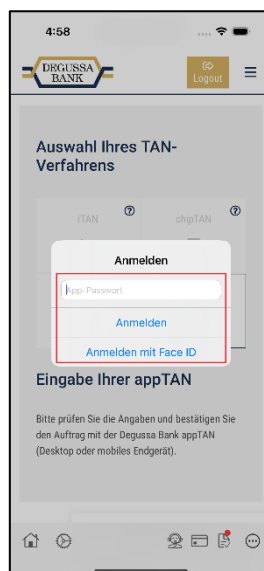 4:58
DEGUSSA
BANK
Logout
Auswahl Ihres TAN-
Verfahrens
iTAN
chipTAN
Anmelden
App-Passwort
Anmelden
Anmelden mit Face ID
Eingabe Ihrer appTAN
Bitte prüfen Sie die Angaben und bestätigen Sie
den Auftrag mit der Degussa Bank appTAN
(Desktop oder mobiles Endgerät).